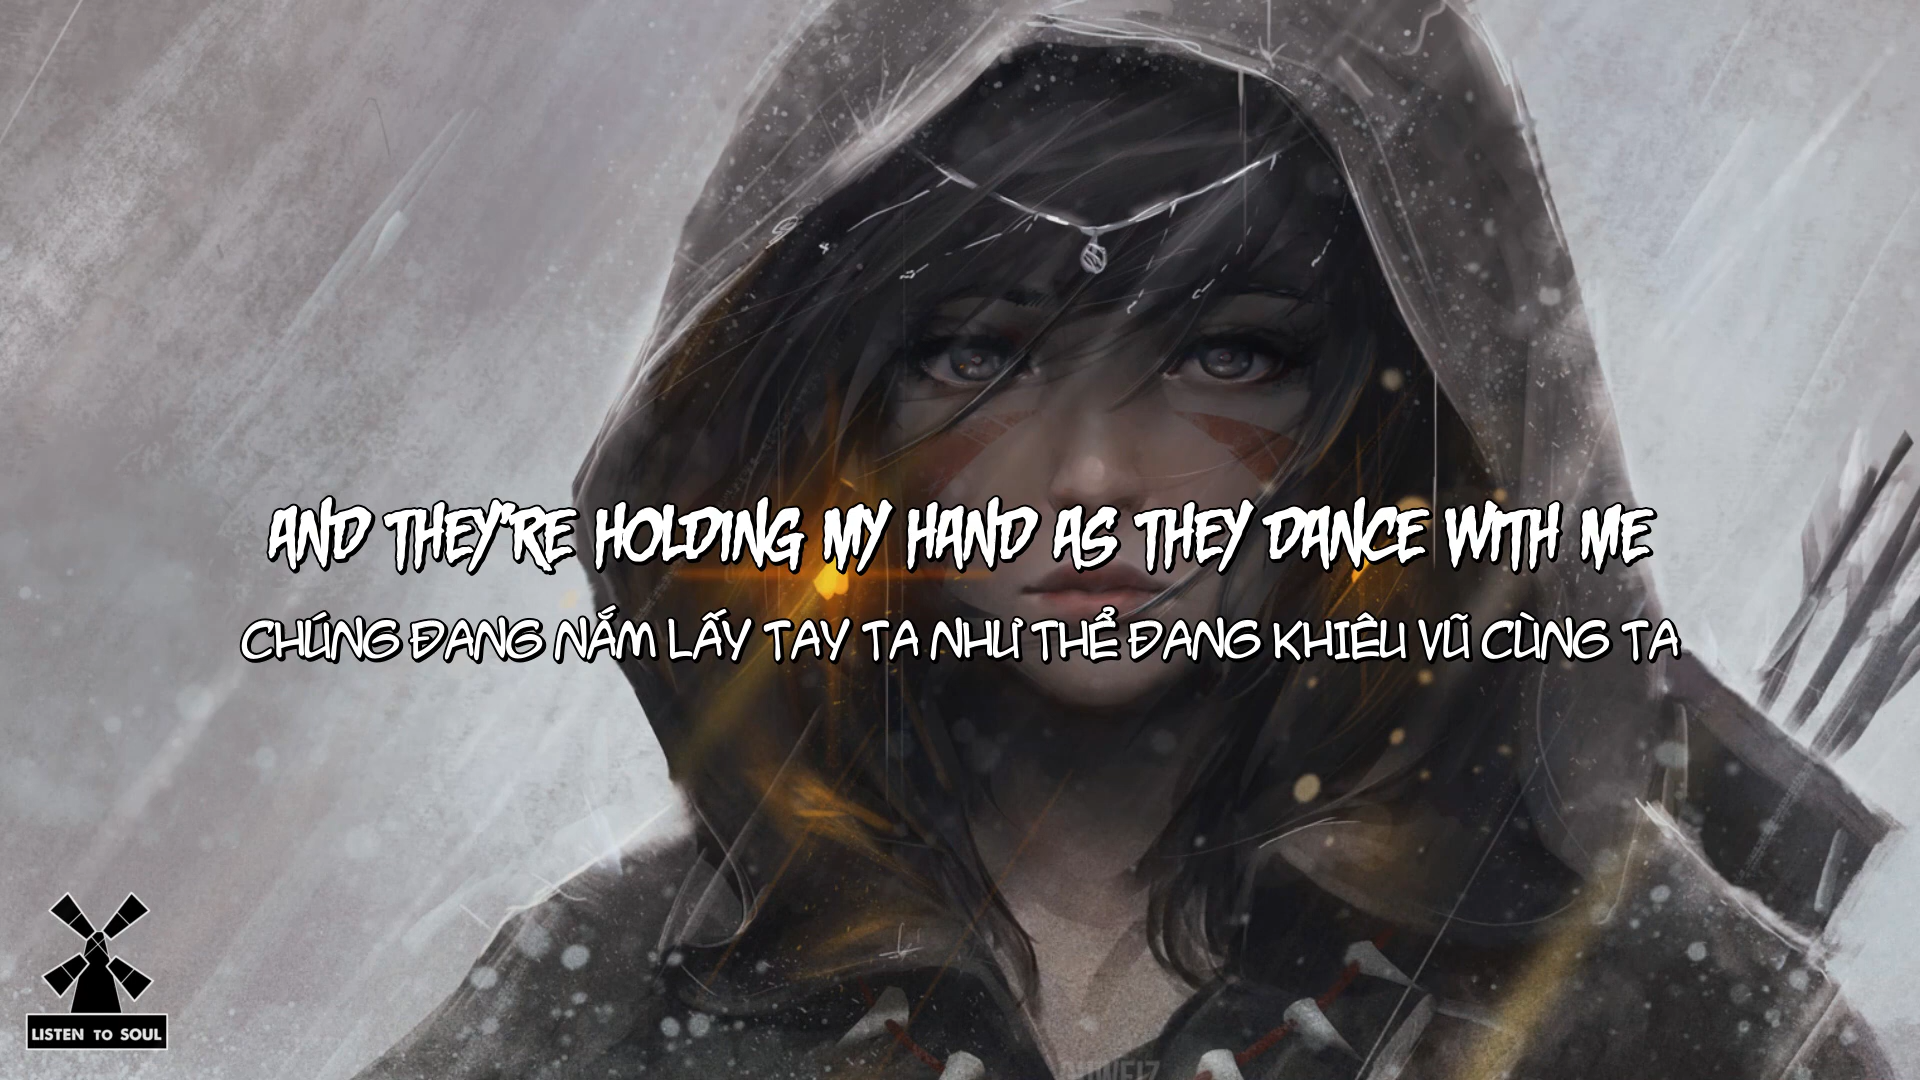 AND THEY'RE HOLDING MY HAND AS THEY DANCE WITH ME
CHÚNG ĐANG NẮM LẤY TAY TA NHƯ THỂ ĐANG KHIÊU VŨ CÙNG TA
LISTEN TO SOUL